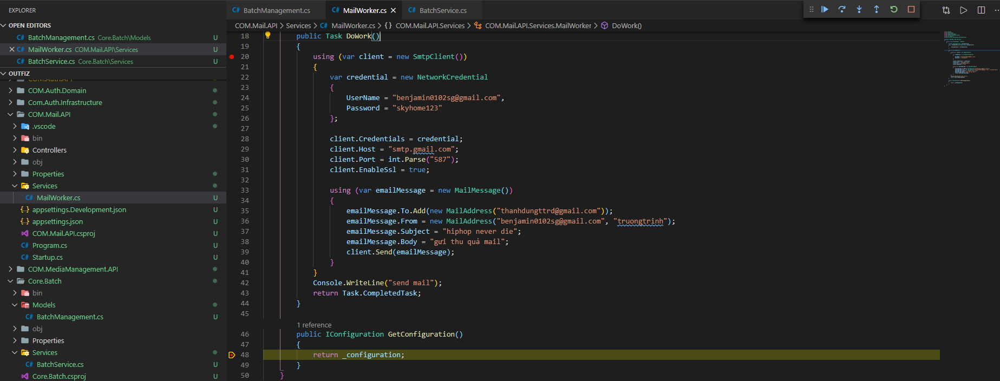 EXPLORER
OPEN EDITORS
C# BatchManagement.cs Core.Batch\Models U
C# MailWorker.cs COM.Mail.API\Services U
C# BatchService.cs Core.Batch\Services U
OUTFIZ
COM.Auth.API
COM.Auth.Domain
Com.Auth.Infrastructure
COM.Mail.API
.vscode
bin
Controllers
obj
Properties
Services
C# MailWorker.cs U
{..} appsettings.Development.json U
{..} appsettings.json U
COM.Mail.API.csproj U
C# Program.cs U
C# Startup.cs U
COM.MediaManagement.API
Core.Batch
bin
Models
C# BatchManagement.cs U
obj
Properties
Services
C# BatchService.cs U
Core.Batch.csproj U
C# BatchManagement.cs C# MailWorker.cs C# BatchService.cs
COM.Mail.API > Services > C# MailWorker.cs > {} COM.Mail.API.Services > COM.Mail.API.Services.MailWorker > DoWork()
18 public Task DoWork()
19 {
20 using (var client = new SmtpClient())
21 {
22 var credential = new NetworkCredential
23 {
24 UserName = "benjamin0102sg@gmail.com",
25 Password = "skyhome123"
26 };
27
28 client.Credentials = credential;
29 client.Host = "smtp.gmail.com";
30 client.Port = int.Parse("587");
31 client.EnableSsl = true;
32
33 using (var emailMessage = new MailMessage())
34 {
35 emailMessage.To.Add(new MailAddress("thanhdungttrd@gmail.com"));
36 emailMessage.From = new MailAddress("benjamin0102sg@gmail.com", "truongtrinh");
37 emailMessage.Subject = "hiphop never die";
38 emailMessage.Body = "gưi thu quả mail";
39 client.Send(emailMessage);
40 }
41 }
42 Console.WriteLine("send mail");
43 return Task.CompletedTask;
44 }
45
1 reference
46 public IConfiguration GetConfiguration()
47 {
48 return _configuration;
49 }
50 }